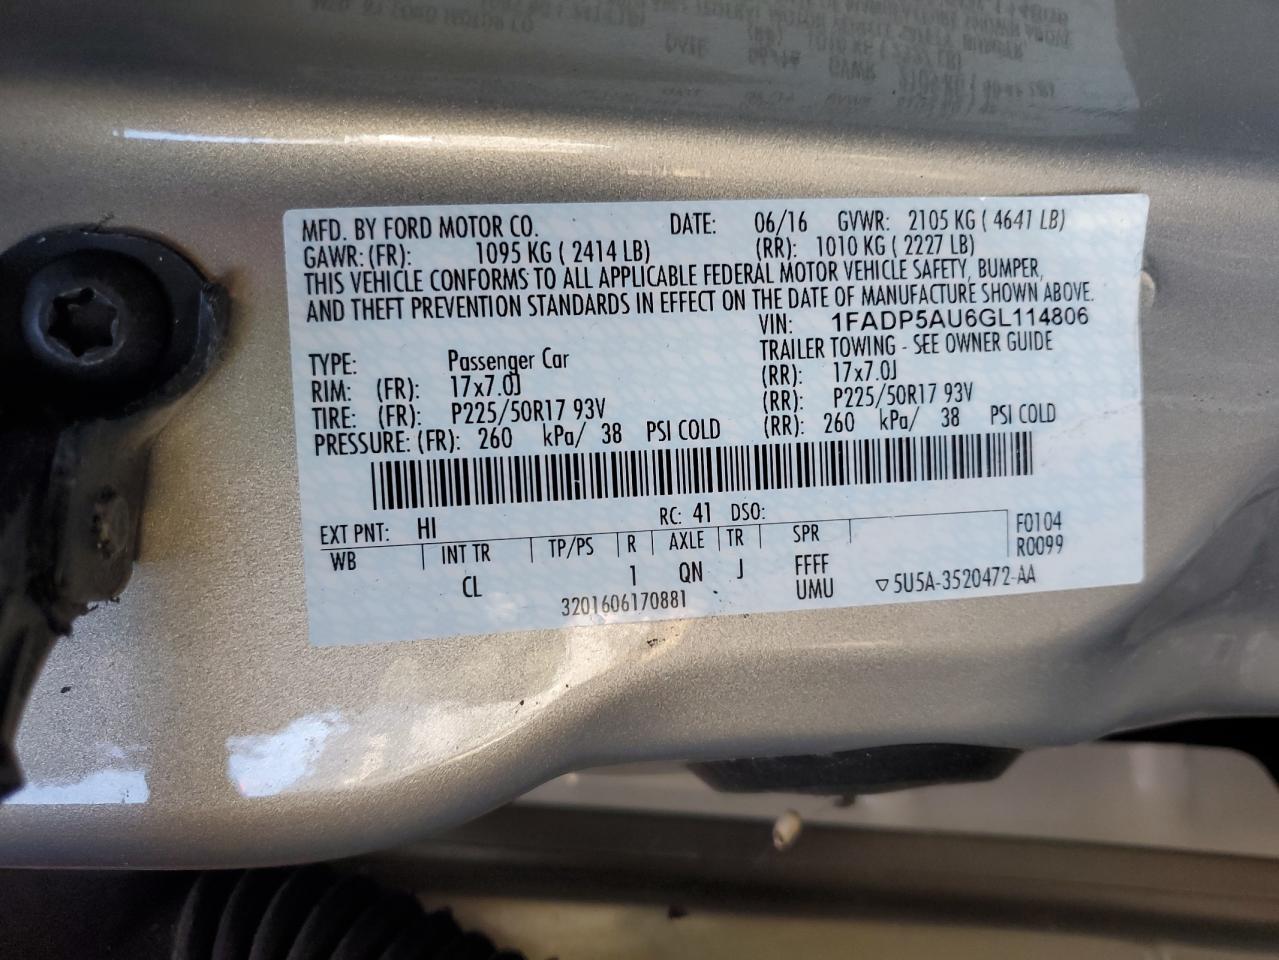 MFD. BY FORD MOTOR CO. DATE: 06/16 GVWR: 2105 KG ( 4641 LB)
GAWR: (FR): 1095 KG ( 2414 LB) (RR): 1010 KG ( 2227 LB)
THIS VEHICLE CONFORMS TO ALL APPLICABLE FEDERAL MOTOR VEHICLE SAFETY, BUMPER,
AND THEFT PREVENTION STANDARDS IN EFFECT ON THE DATE OF MANUFACTURE SHOWN ABOVE.
VIN: 1FADP5AU6GL114806
TYPE: Passenger Car TRAILER TOWING - SEE OWNER GUIDE
RIM: (FR): 17x7.0J (RR): 17x7.0J
TIRE: (FR): P225/50R17 93V (RR): P225/50R17 93V
PRESSURE: (FR): 260 kPa/ 38 PSI COLD (RR): 260 kPa/ 38 PSI COLD
EXT PNT: HI RC: 41 DSO: F0104
WB INT TR TP/PS R AXLE TR SPR R0099
CL 1 QN J FFFF
3201606170881 UMU ▽5U5A-3520472-AA